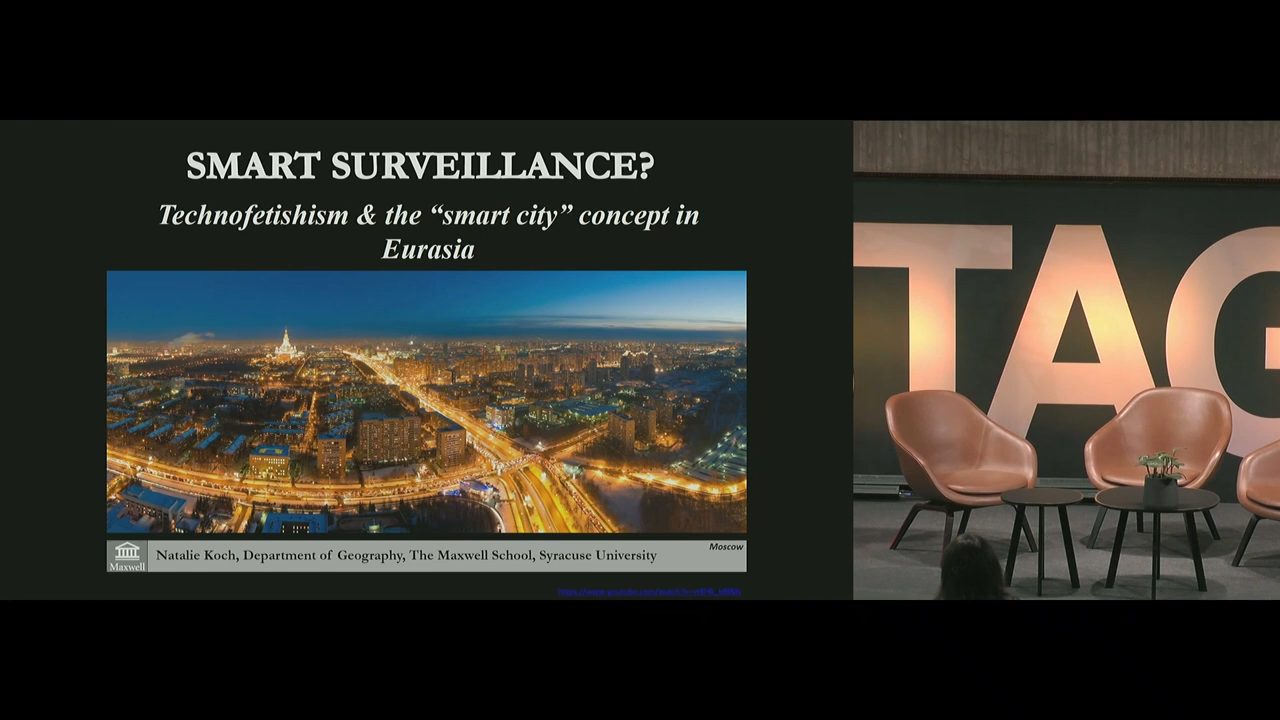 SMART SURVEILLANCE?
Technofetishism & the “smart city” concept in
Eurasia
Moscow
Natalie Koch, Department of Geography, The Maxwell School, Syracuse University
Maxwell
TAG